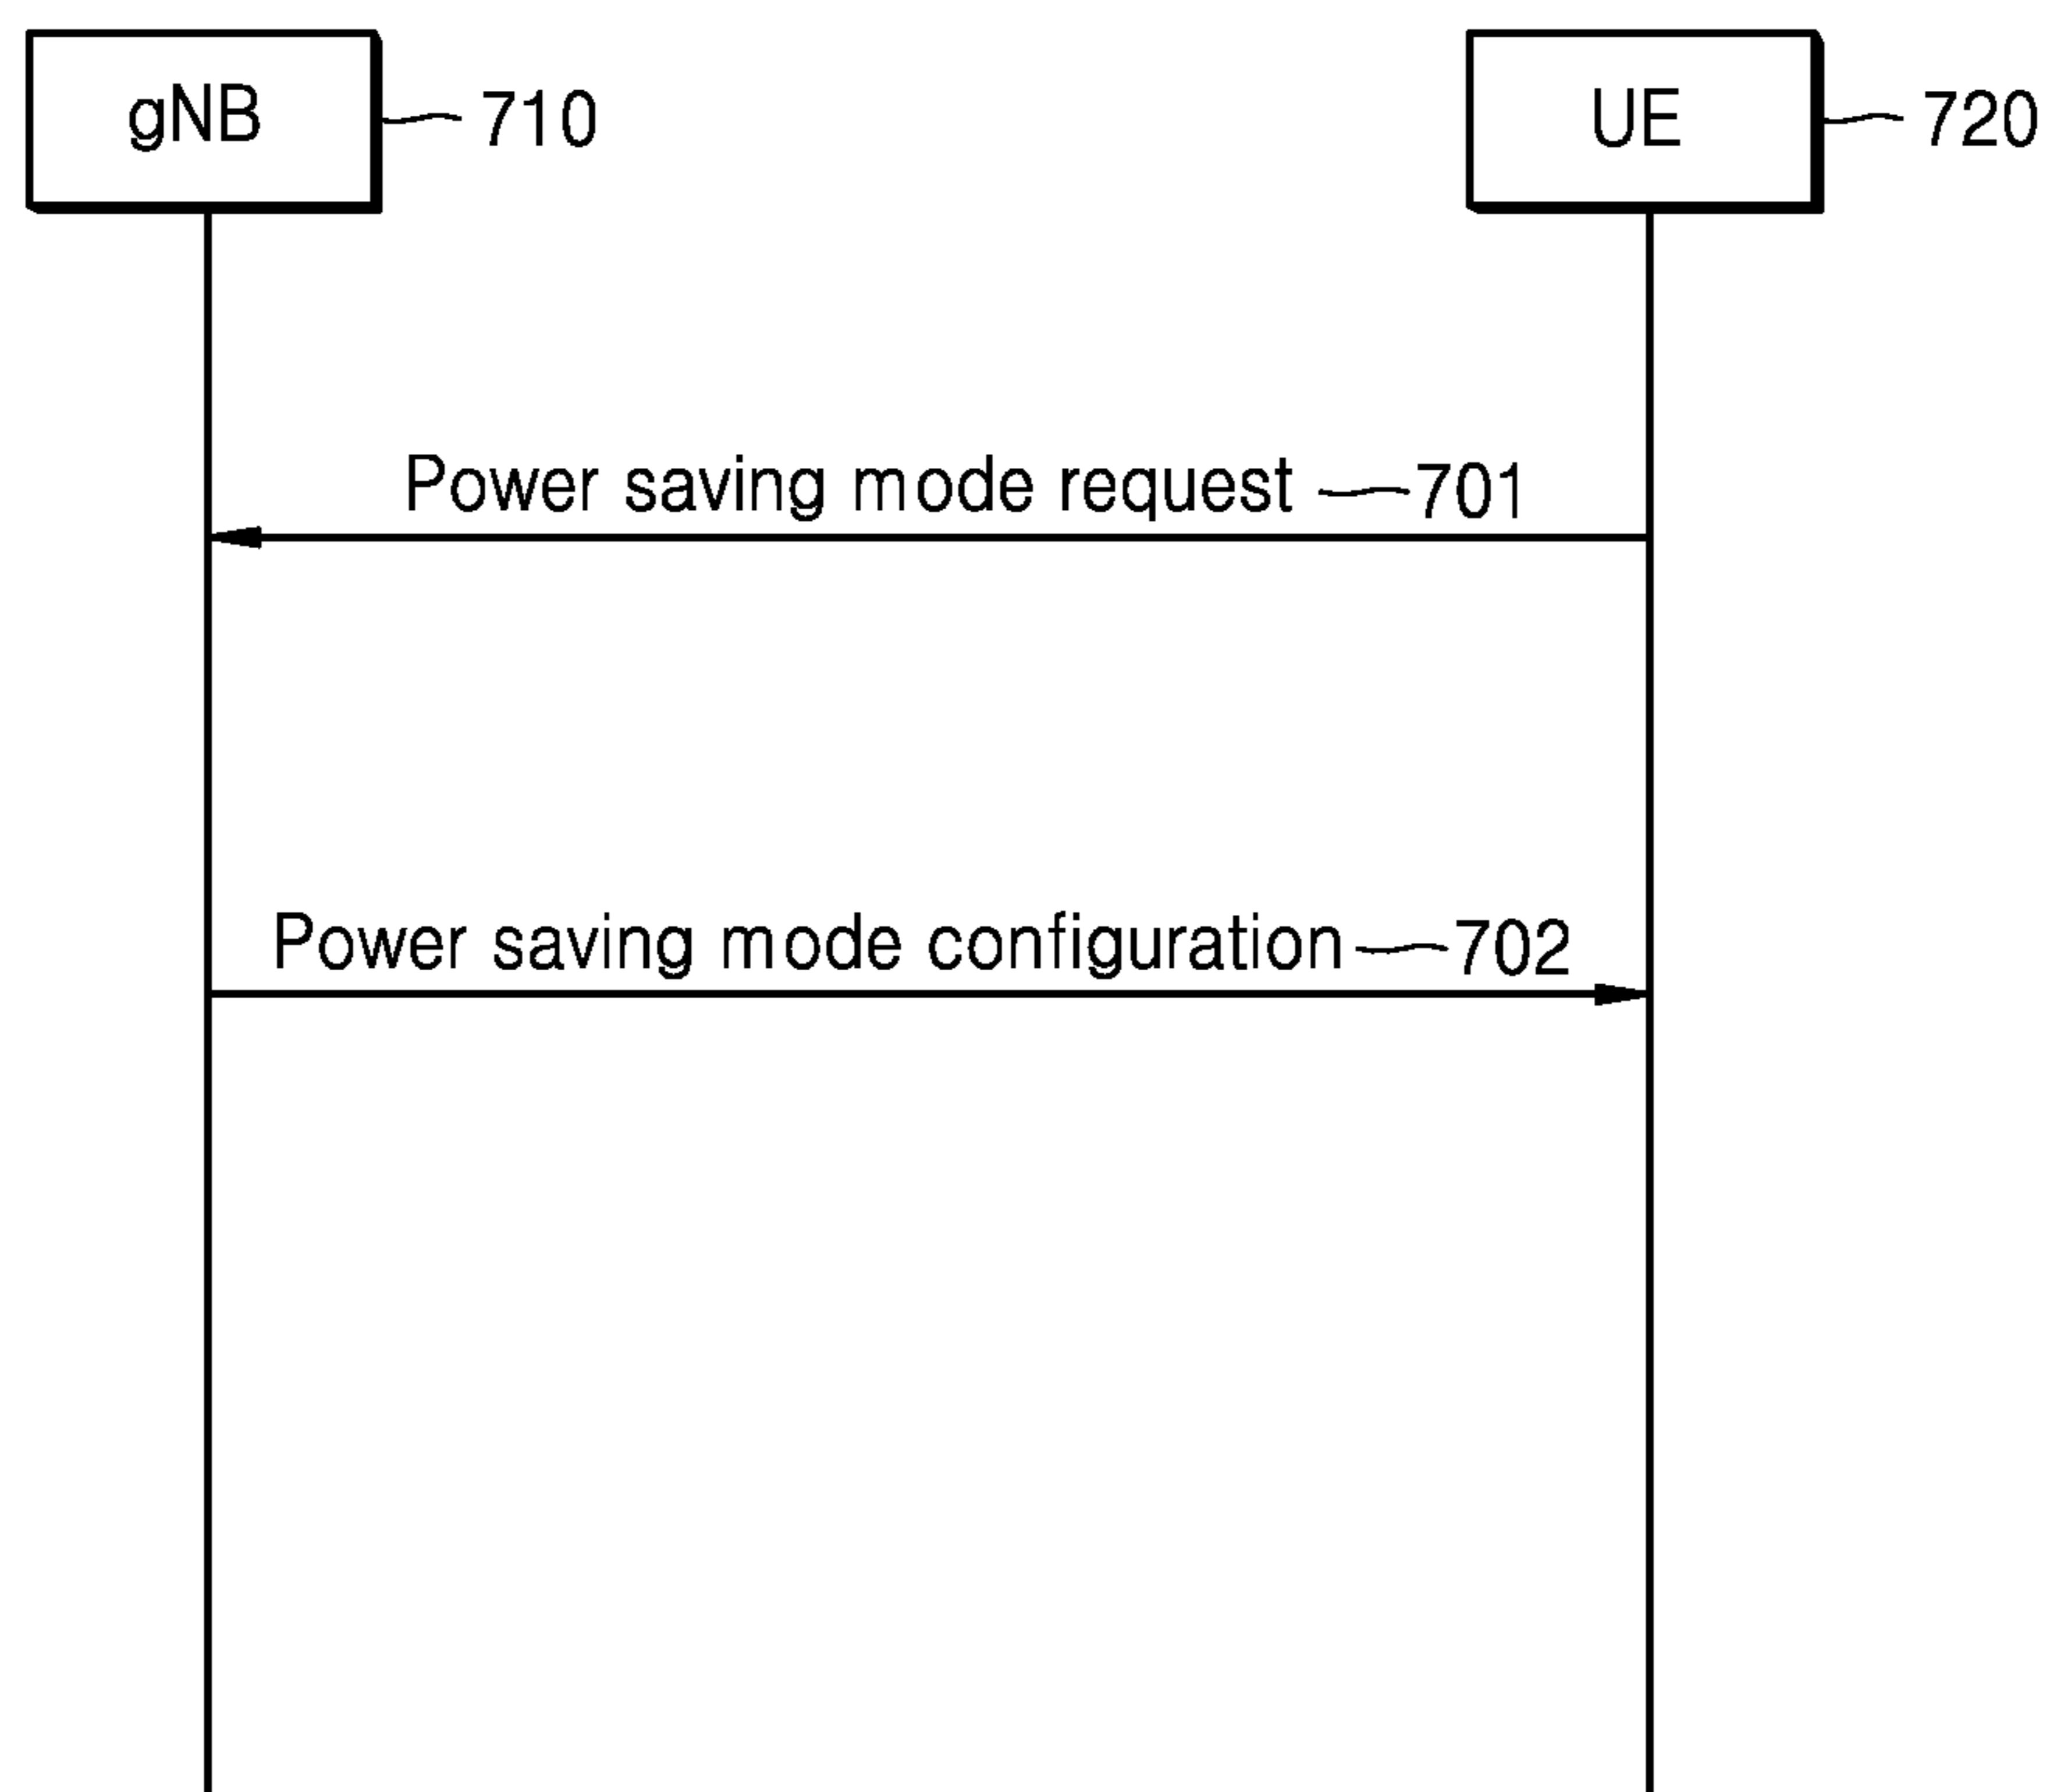 gNB 710 UE 720
Power saving mode request 701
Power saving mode configuration 702